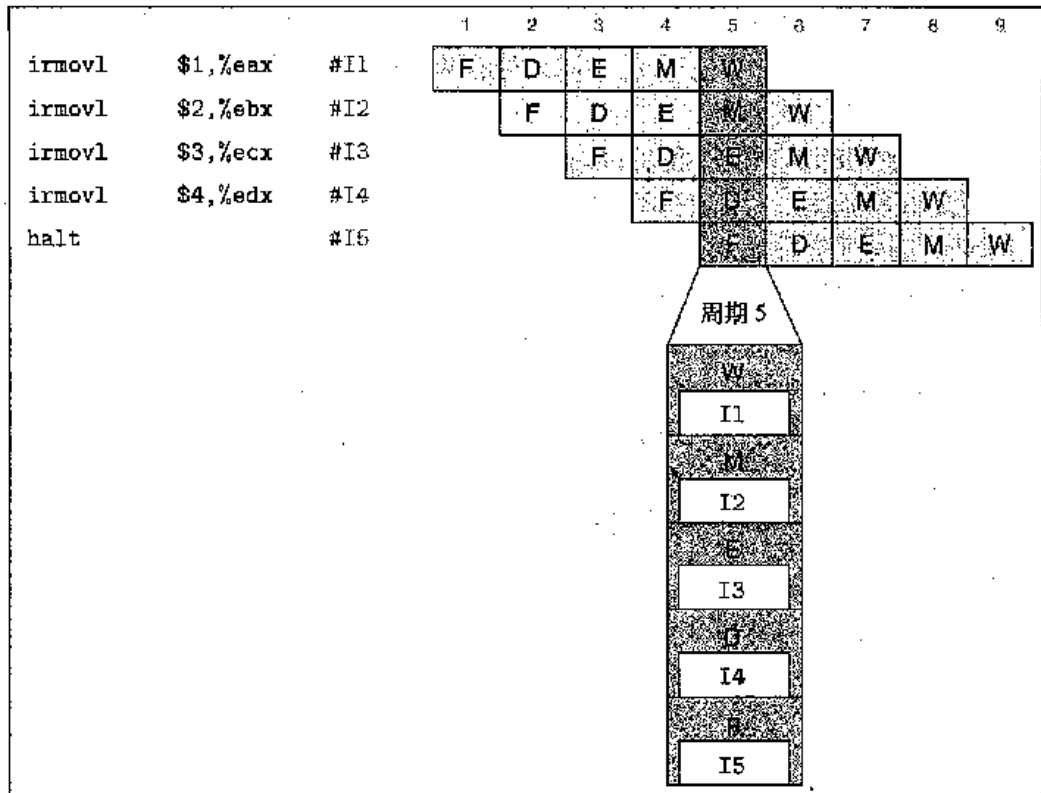 1 2 3 4 5 6 7 8 9
irmovl $1,%eax #I1 F D E M W
irmovl $2,%ebx #I2 F D E M W
irmovl $3,%ecx #I3 F D E M W
irmovl $4,%edx #I4 F D E M W
halt #I5 F D E M W
周期 5
W
I1
M
I2
E
I3
D
I4
F
I5